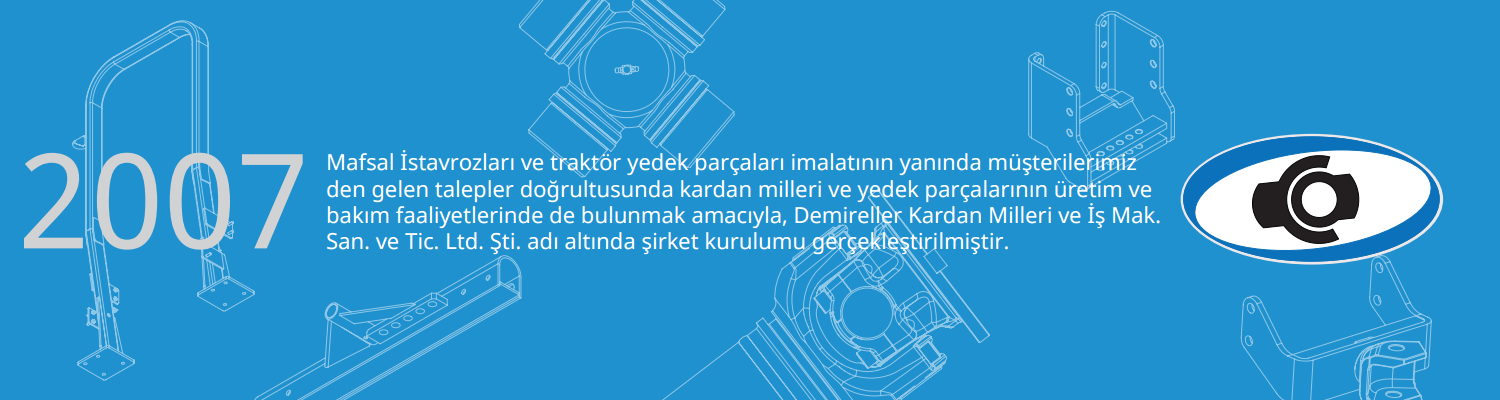 2007
Mafsal İstavrozları ve traktör yedek parçaları imalatının yanında müşterilerimiz
den gelen talepler doğrultusunda kardan milleri ve yedek parçalarının üretim ve
bakım faaliyetlerinde de bulunmak amacıyla, Demireller Kardan Milleri ve İş Mak.
San. ve Tic. Ltd. Şti. adı altında şirket kurulumu gerçekleştirilmiştir.